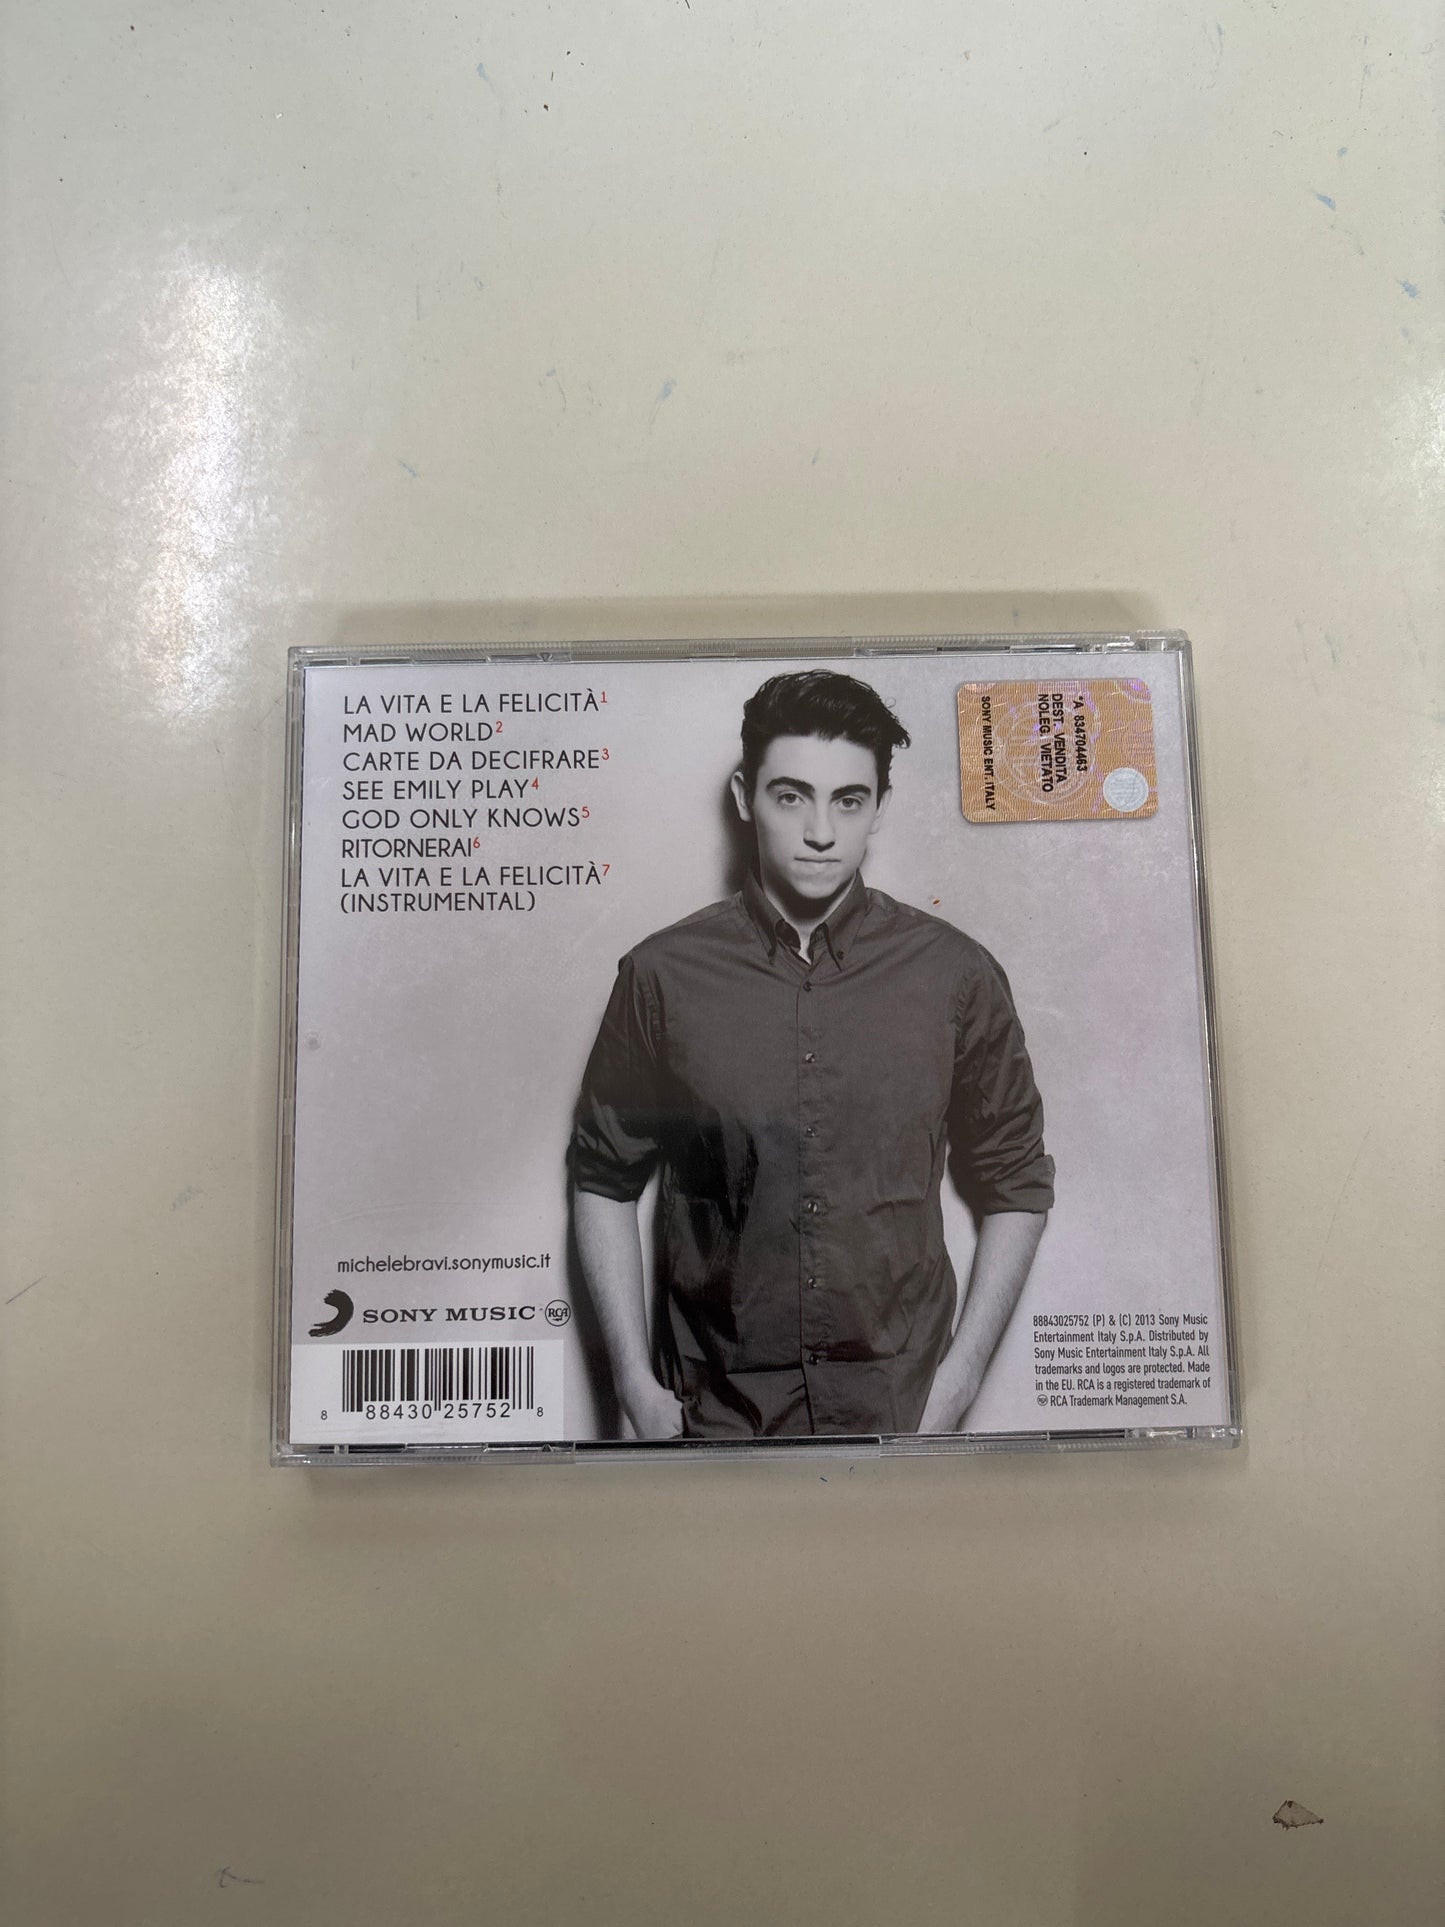 LA VITA E LA FELICITÀ1
MAD WORLD2
CARTE DA DECIFRARE3
SEE EMILY PLAY4
GOD ONLY KNOWS5
RITORNERAI6
LA VITA E LA FELICITÀ7
(INSTRUMENTAL)
*A 834704463
DEST. VENDITA
NOLEG. VIETATO
SONY MUSIC ENT. ITALY
michelebravi.sonymusic.it
SONY MUSIC RCA
8 88430 25752 8
88843025752 (P) & (C) 2013 Sony Music
Entertainment Italy S.p.A. Distributed by
Sony Music Entertainment Italy S.p.A. All
trademarks and logos are protected. Made
in the EU. RCA is a registered trademark of
RCA Trademark Management S.A.